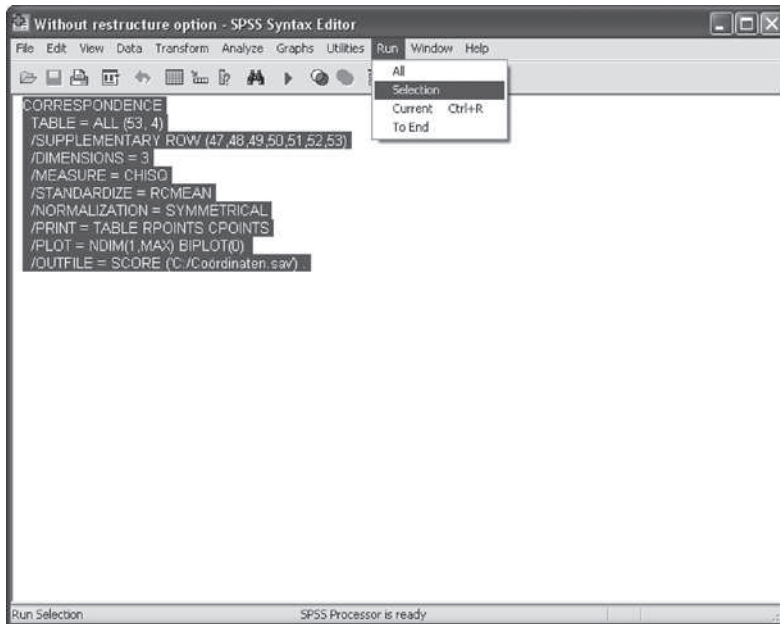 Without restructure option - SPSS Syntax Editor
File Edit View Data Transform Analyze Graphs Utilities Run Window Help
All
Selection
Current Ctrl+R
To End
CORRESPONDENCE
TABLE = ALL (53, 4)
/SUPPLEMENTARY ROW (47,48,49,50,51,52,53)
/DIMENSIONS = 3
/MEASURE = CHISQ
/STANDARDIZE = RCMEAN
/NORMALIZATION = SYMMETRICAL
/PRINT = TABLE RPOINTS CPOINTS
/PLOT = NDIM(1,MAX) BIPLOT(0)
/OUTFILE = SCORE ('C:/Coördinaten.sav') .
Run Selection SPSS Processor is ready